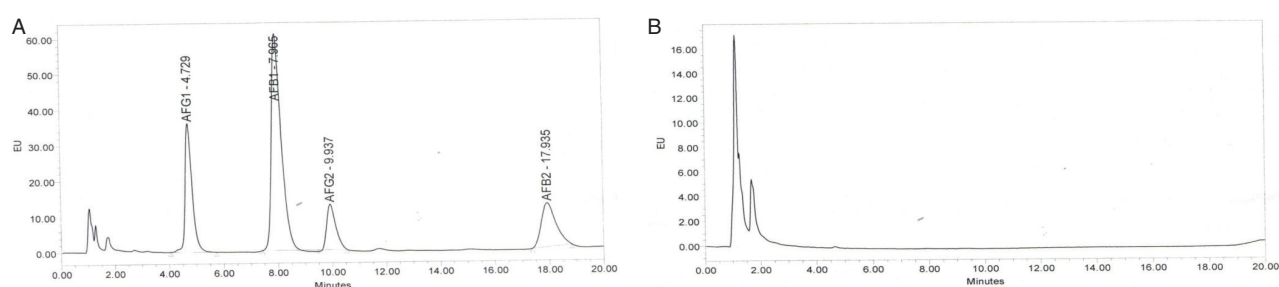 A
60.00
50.00
40.00
30.00
20.00
10.00
0.00
EU
AFG1 - 4.729
AFB1 - 7.965
AFG2 - 9.937
AFB2 - 17.935
0.00 2.00 4.00 6.00 8.00 10.00 12.00 14.00 16.00 18.00 20.00
Minutes
B
16.00
14.00
12.00
10.00
8.00
6.00
4.00
2.00
0.00
EU
0.00 2.00 4.00 6.00 8.00 10.00 12.00 14.00 16.00 18.00 20.00
Minutes